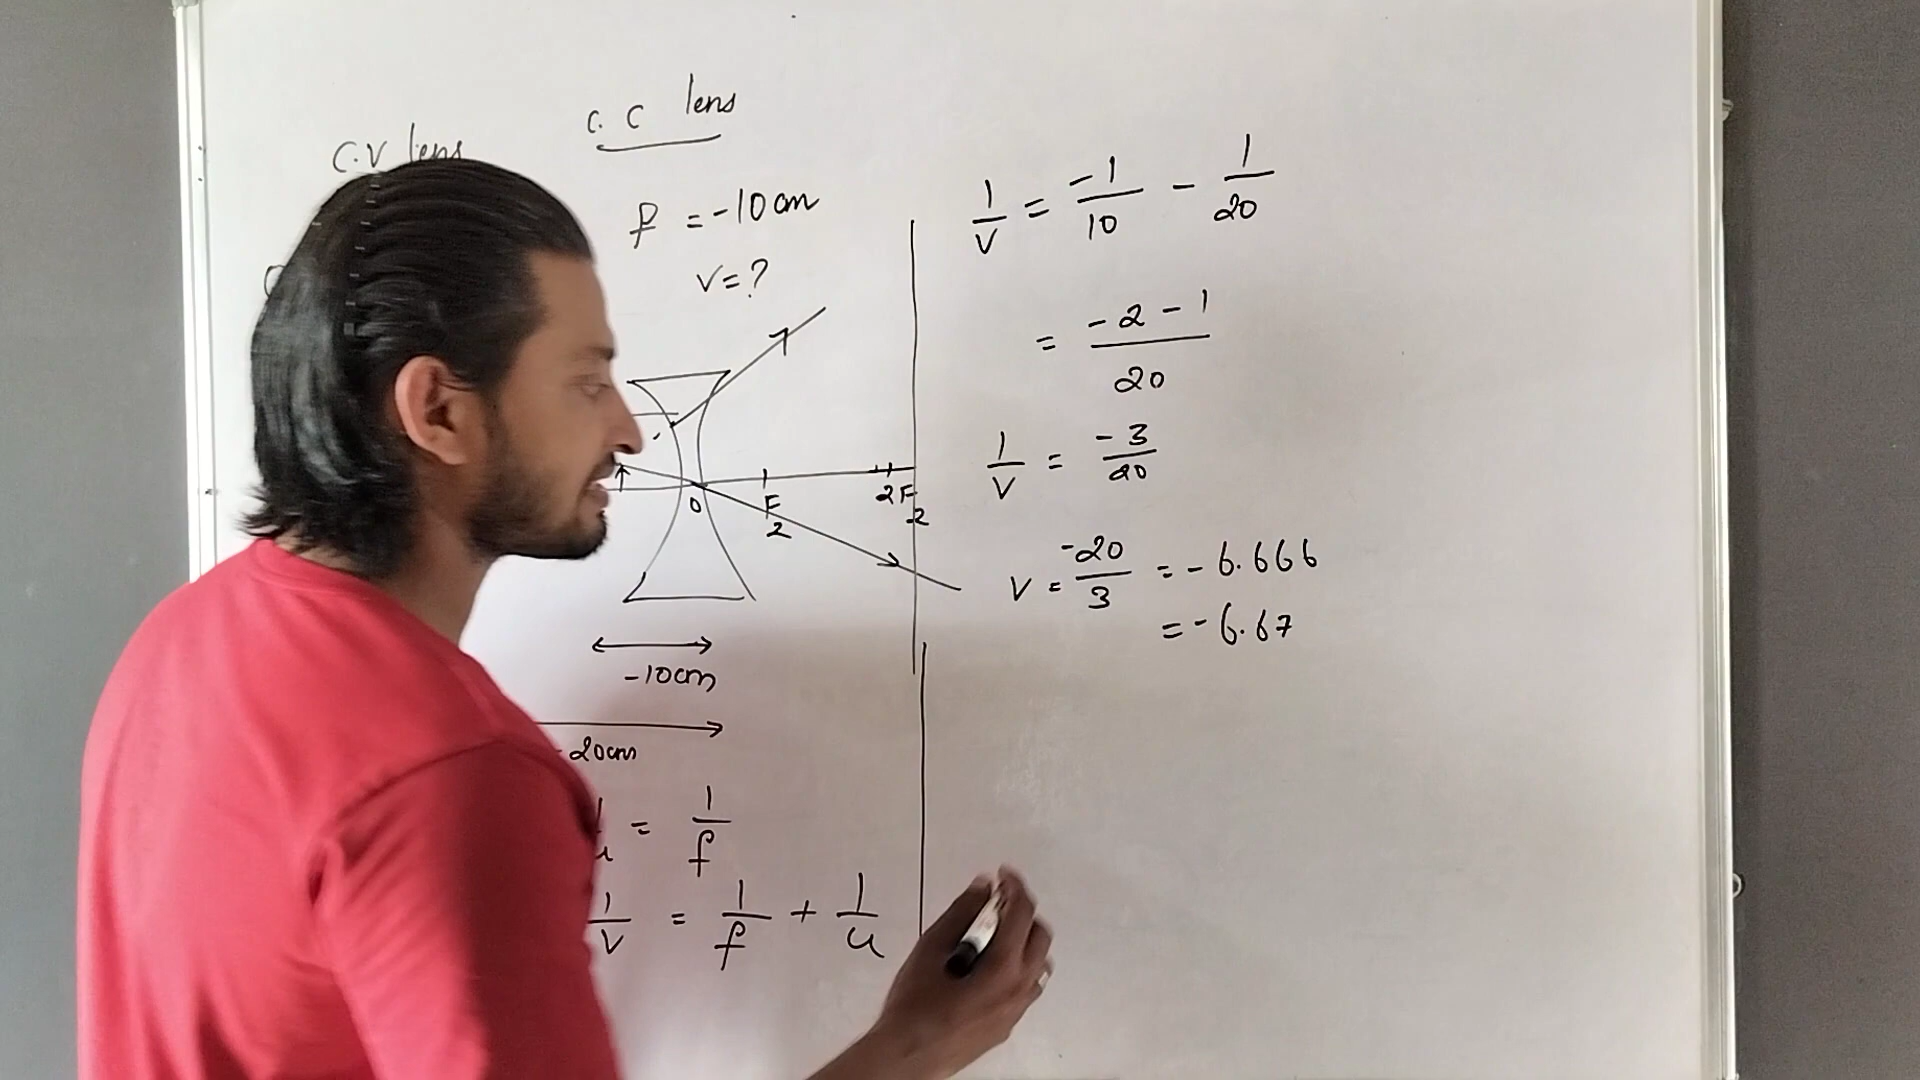 C.V lens
C.C lens
f = -10cm
v = ?
O
F2
2F2
-10cm
-20cm
1/u = 1/f
1/v = 1/f + 1/u
1/v = -1/10 - 1/20
= -2-1/20
1/v = -3/20
v = -20/3 = -6.666
= -6.67